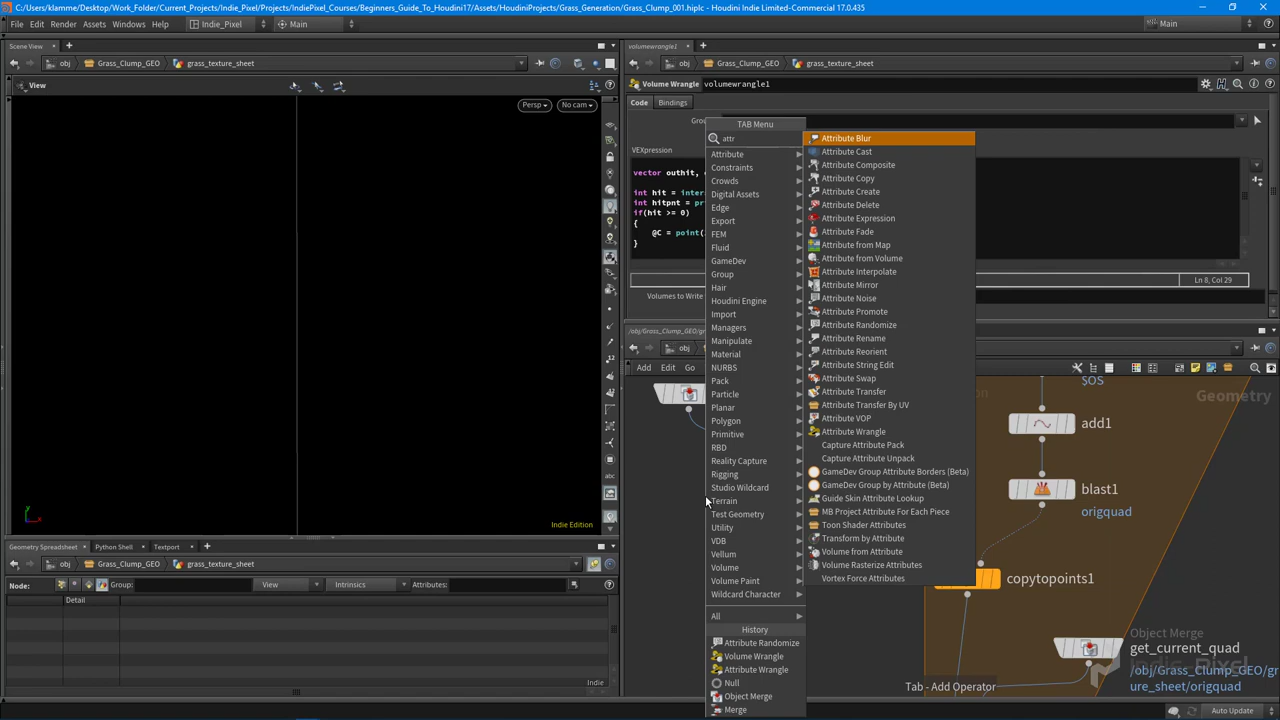 C:/Users/klamme/Desktop/Work_Folder/Current_Projects/Indie_Pixel/Projects/IndiePixel_Courses/Beginners_Guide_To_Houdini17/Assets/HoudiniProjects/Grass_Generation/Grass_Clump_001.hiplc - Houdini Indie Limited-Commercial 17.0.435
File Edit Render Assets Windows Help Indie_Pixel Main Main
Scene View
obj Grass_Clump_GEO grass_texture_sheet
View
Persp No cam
Indie Edition
Geometry Spreadsheet Python Shell Textport
obj Grass_Clump_GEO grass_texture_sheet
Node: Group: View Intrinsics Attributes:
Detail
Indie
volumewrangle1
obj Grass_Clump_GEO grass_texture_sheet
Volume Wrangle volumewrangle1
Code Bindings
VEXpression
vector outhit,
int hit =
int hitpnt =
if(hit >= 0)
{
@C = point(
}
Ln 8, Col 29
Volumes to Write
/obj/Grass_Clump_GEO/
obj
Add Edit Go
TAB Menu
attr
Attribute
Constraints
Crowds
Digital Assets
Edge
Export
FEM
Fluid
GameDev
Group
Hair
Houdini Engine
Import
Managers
Manipulate
Material
NURBS
Pack
Particle
Planar
Polygon
Primitive
RBD
Reality Capture
Rigging
Studio Wildcard
Terrain
Test Geometry
Utility
VDB
Vellum
Volume
Volume Paint
Wildcard Character
All
History
Attribute Randomize
Volume Wrangle
Attribute Wrangle
Null
Object Merge
Merge
Attribute Blur
Attribute Cast
Attribute Composite
Attribute Copy
Attribute Create
Attribute Delete
Attribute Expression
Attribute Fade
Attribute from Map
Attribute from Volume
Attribute Interpolate
Attribute Mirror
Attribute Noise
Attribute Promote
Attribute Randomize
Attribute Rename
Attribute Reorient
Attribute String Edit
Attribute Swap
Attribute Transfer
Attribute Transfer By UV
Attribute VOP
Attribute Wrangle
Capture Attribute Pack
Capture Attribute Unpack
GameDev Group Attribute Borders (Beta)
GameDev Group by Attribute (Beta)
Guide Skin Attribute Lookup
MB Project Attribute For Each Piece
Toon Shader Attributes
Transform by Attribute
Volume from Attribute
Volume Rasterize Attributes
Vortex Force Attributes
Geometry
$OS
add1
blast1
origquad
copytopoints1
Object Merge
get_current_quad
/obj/Grass_Clump_GEO/gr
ure_sheet/origquad
Indie-Pixel
Tab - Add Operator
Auto Update